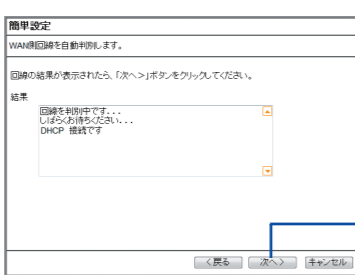 簡単設定
WAN側回線を自動判別します。
回線の結果が表示されたら、「次へ>」ボタンをクリックしてください。
結果
回線を判別中です...
しばらくお待ちください...
DHCP 接続です
<戻る 次へ> キャンセル